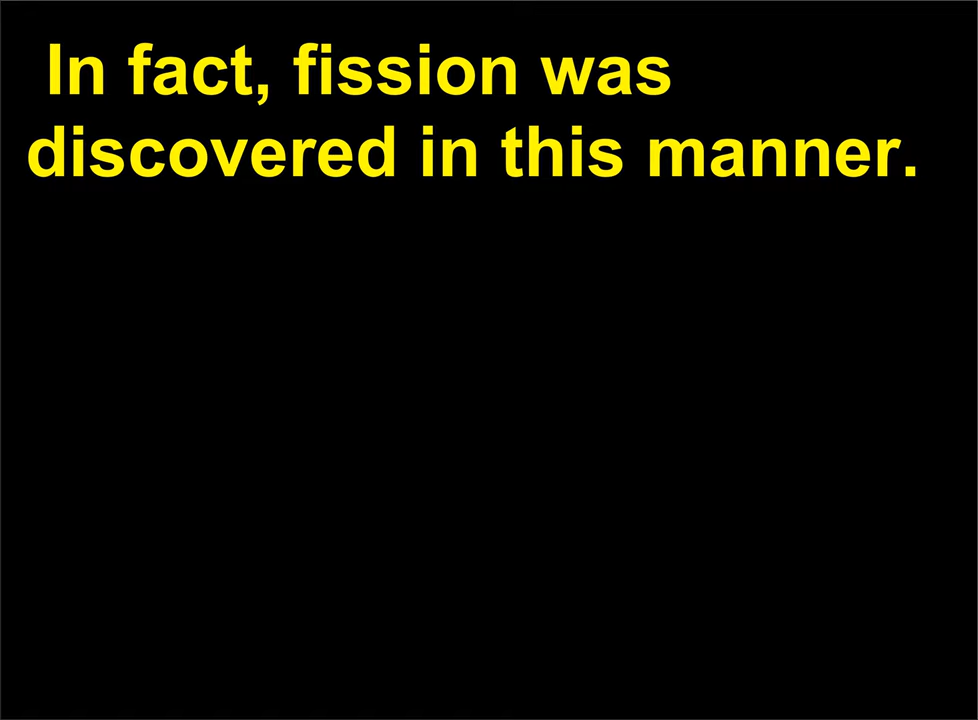 In fact, fission was
discovered in this manner.